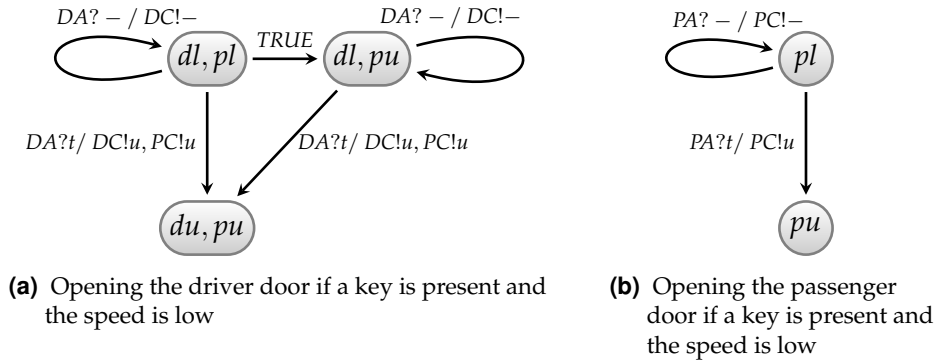 DA? − / DC!−
TRUE
DA? − / DC!−
dl, pl
dl, pu
DA?t/ DC!u, PC!u
DA?t/ DC!u, PC!u
du, pu
(a) Opening the driver door if a key is present and
the speed is low
PA? − / PC!−
pl
PA?t/ PC!u
pu
(b) Opening the passenger
door if a key is present and
the speed is low